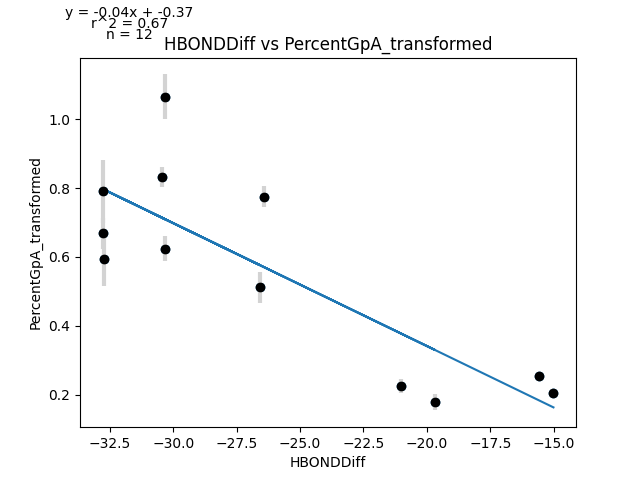 y = -0.04x + -0.37
r^2 = 0.67
n = 12
HBONDDiff vs PercentGpA_transformed
PercentGpA_transformed
1.0
0.8
0.6
0.4
0.2
−32.5 −30.0 −27.5 −25.0 −22.5 −20.0 −17.5 −15.0
HBONDDiff